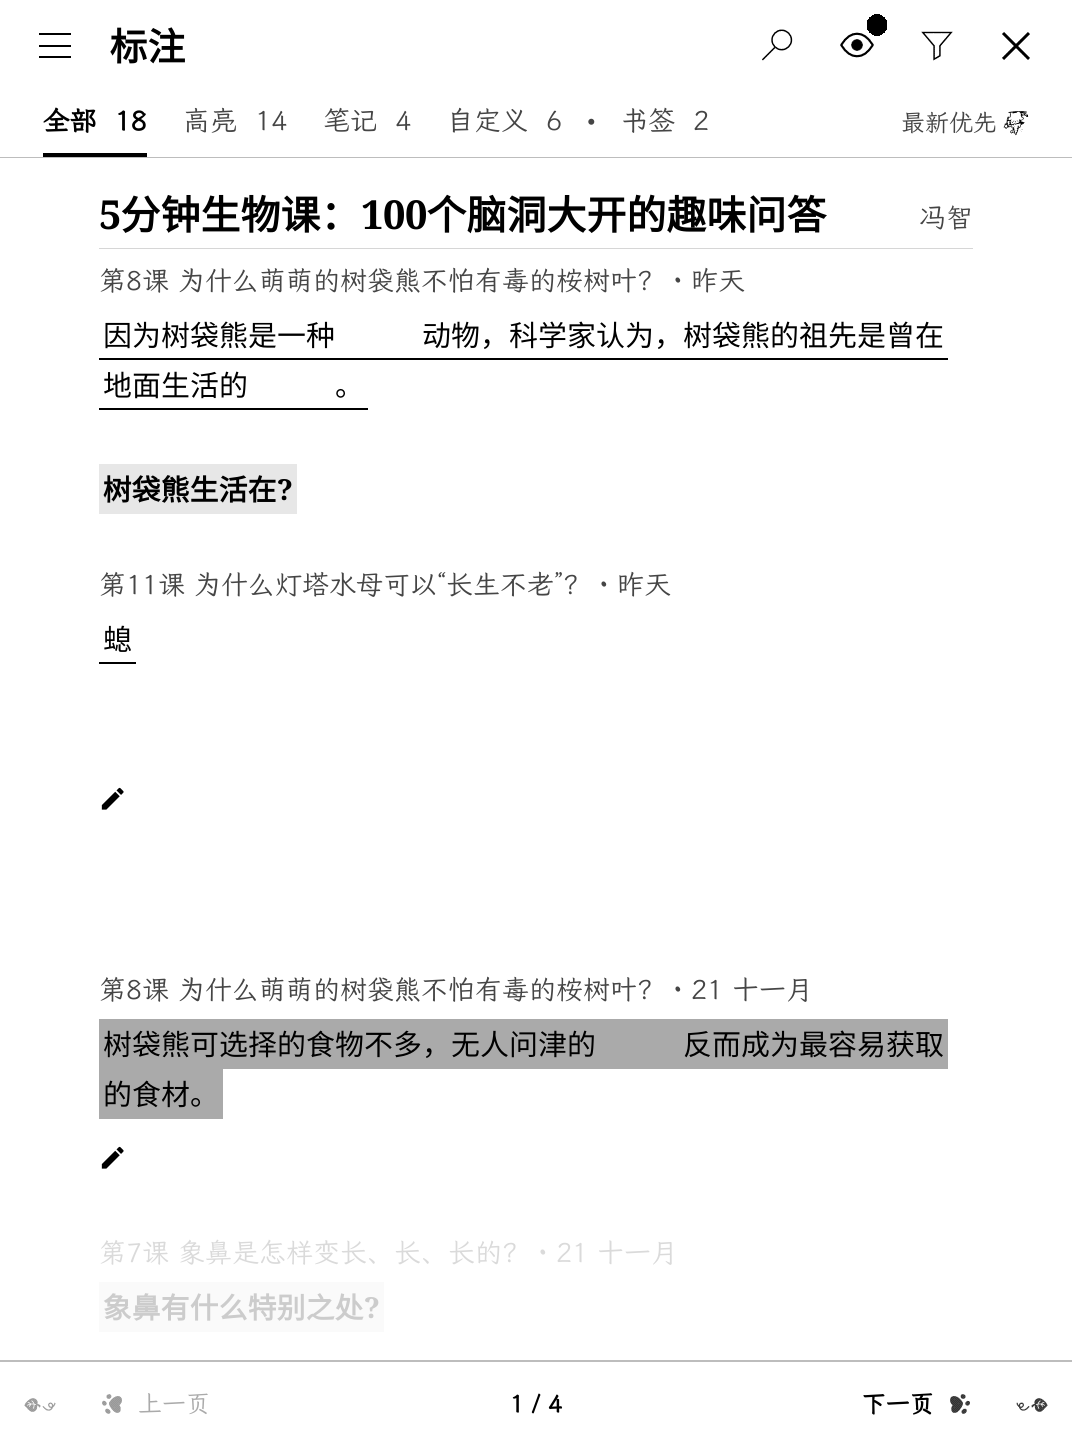 标注
全部 18 高亮 14 笔记 4 自定义 6 • 书签 2 最新优先
5分钟生物课：100个脑洞大开的趣味问答 冯智
第8课 为什么萌萌的树袋熊不怕有毒的桉树叶？・昨天
因为树袋熊是一种 动物，科学家认为，树袋熊的祖先是曾在
地面生活的 。
树袋熊生活在?
第11课 为什么灯塔水母可以“长生不老”？・昨天
螅
第8课 为什么萌萌的树袋熊不怕有毒的桉树叶？・21 十一月
树袋熊可选择的食物不多，无人问津的 反而成为最容易获取
的食材。
第7课 象鼻是怎样变长、长、长的？・21 十一月
象鼻有什么特别之处?
上一页 1 / 4 下一页